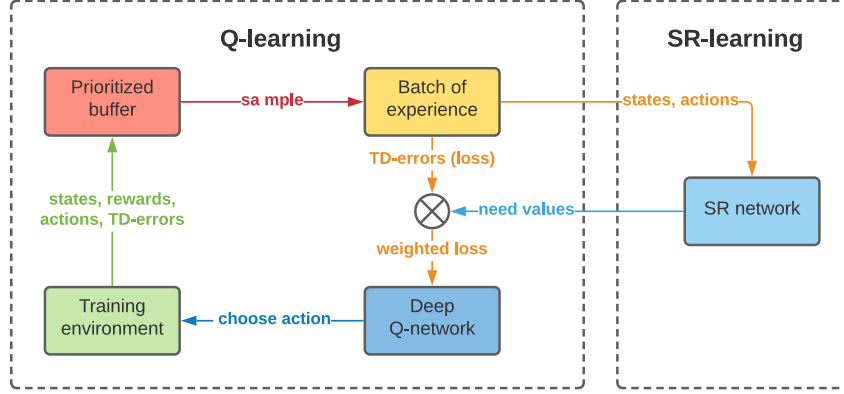 Q-learning
SR-learning
Prioritized
buffer
sa mple
Batch of
experience
states, actions
TD-errors (loss)
states, rewards,
actions, TD-errors
need values
SR network
weighted loss
Training
environment
choose action
Deep
Q-network